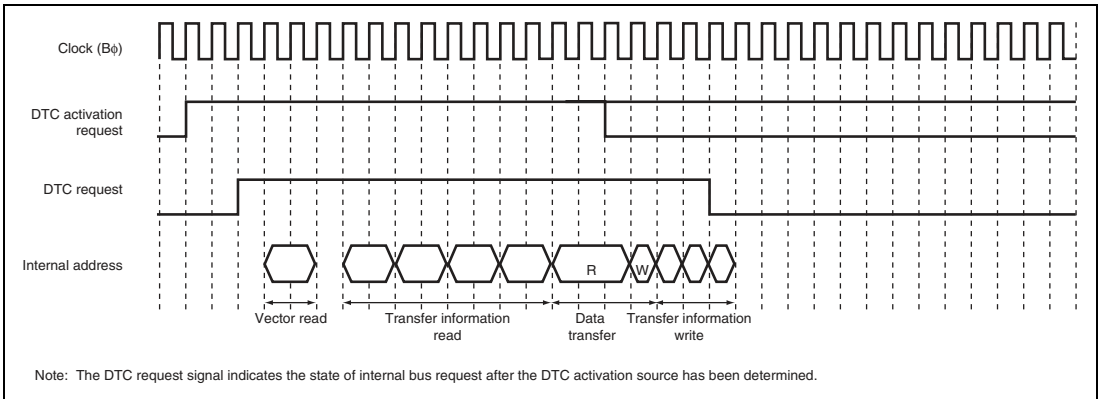 Clock (Bϕ)
DTC activation
request
DTC request
Internal address
R
W
Vector read
Transfer information
read
Data
transfer
Transfer information
write
Note: The DTC request signal indicates the state of internal bus request after the DTC activation source has been determined.